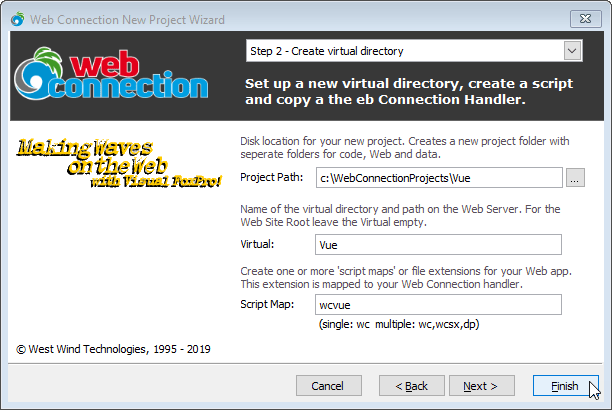 Web Connection New Project Wizard
web
connection
Step 2 - Create virtual directory
Set up a new virtual directory, create a script
and copy a the eb Connection Handler.
Making Waves
on the Web
with Visual FoxPro!
Disk location for your new project. Creates a new project folder with
seperate folders for code, Web and data.
Project Path:
c:\WebConnectionProjects\Vue
...
Name of the virtual directory and path on the Web Server. For the
Web Site Root leave the Virtual empty.
Virtual:
Vue
Create one or more 'script maps' or file extensions for your Web app.
This extension is mapped to your Web Connection handler.
Script Map:
wcvue
(single: wc  multiple: wc,wcsx,dp)
© West Wind Technologies, 1995 - 2019
Cancel
< Back
Next >
Finish